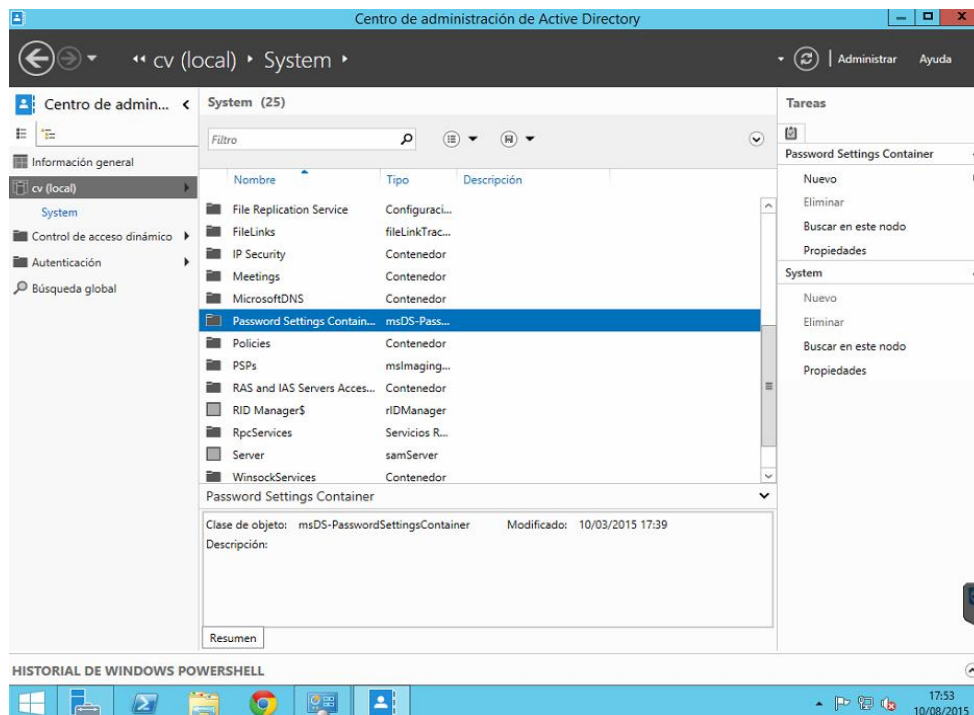 Centro de administración de Active Directory
cv (local) System
Administrar Ayuda
Centro de admin...
Información general
cv (local)
System
Control de acceso dinámico
Autenticación
Búsqueda global
System (25)
Filtro
Nombre Tipo Descripción
File Replication Service Configuraci...
FileLinks fileLinkTrac...
IP Security Contenedor
Meetings Contenedor
MicrosoftDNS Contenedor
Password Settings Contain... msDS-Pass...
Policies Contenedor
PSPs msImaging...
RAS and IAS Servers Acces... Contenedor
RID Manager$ rIDManager
RpcServices Servicios R...
Server samServer
WinsockServices Contenedor
Password Settings Container
Clase de objeto: msDS-PasswordSettingsContainer Modificado: 10/03/2015 17:39
Descripción:
Resumen
Tareas
Password Settings Container
Nuevo
Eliminar
Buscar en este nodo
Propiedades
System
Nuevo
Eliminar
Buscar en este nodo
Propiedades
HISTORIAL DE WINDOWS POWERSHELL
17:53
10/08/2015